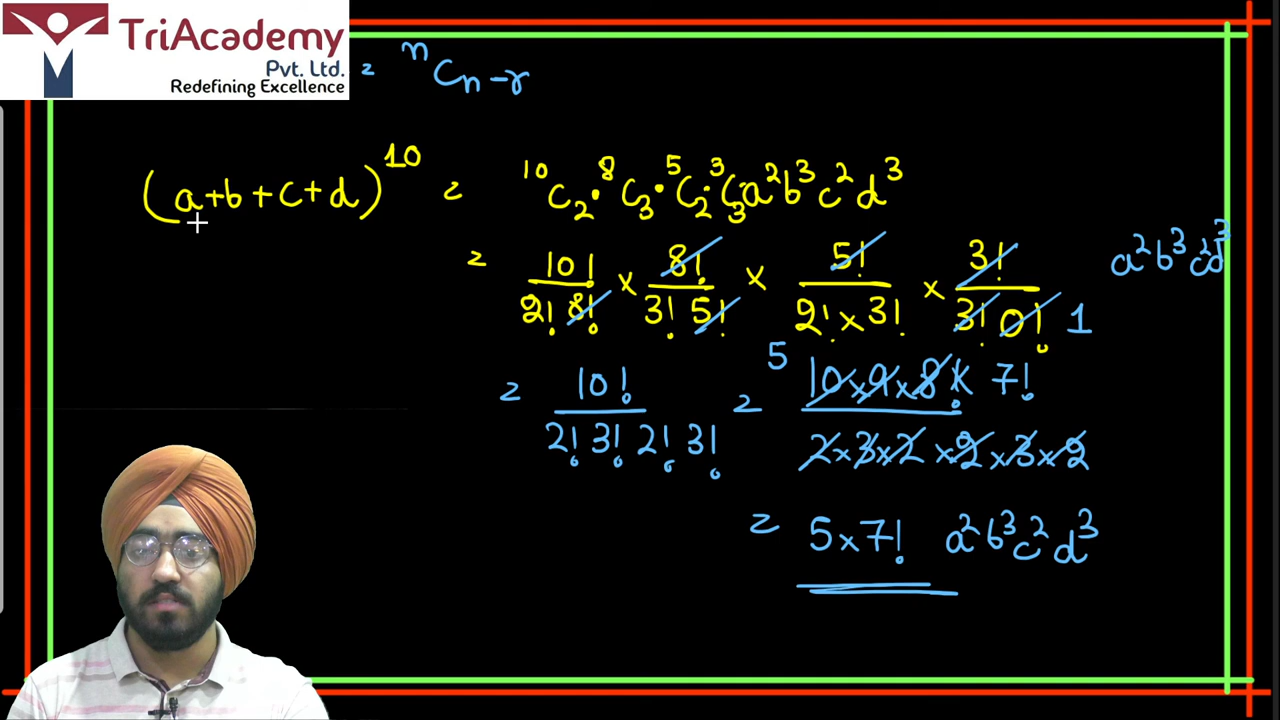 TriAcademy
Pvt. Ltd.
Redefining Excellence
= ⁿCₙ₋ᵣ
(a+b+c+d)¹⁰ = ¹⁰C₂·⁸C₃·⁵C₂·³C₃a²b³c²d³
= 10!/2! 8! × 8!/3! 5! × 5!/2!×3! × 3!/3! 0! 1 a²b³c²d³
= 10!/2! 3! 2! 3! = 5 10×9×8× 7!/2×3×2×2×3×2
= 5×7! a²b³c²d³